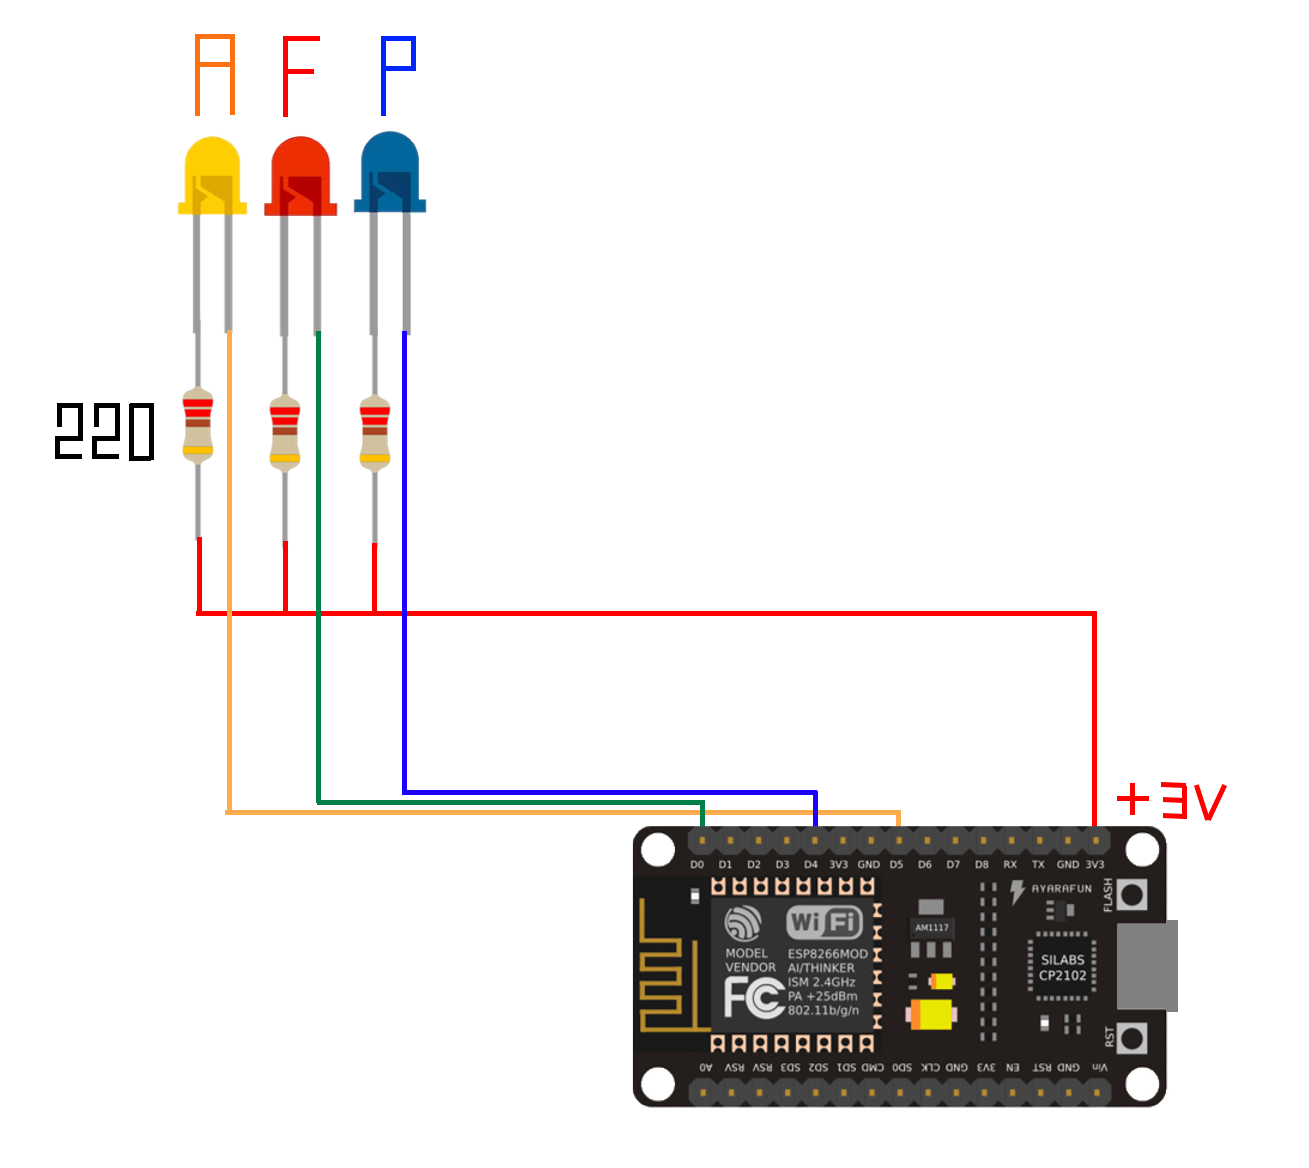 A F P
220
+3V
D0 D1 D2 D3 D4 3V3 GND D5 D6 D7 D8 RX TX GND 3V3
AYARAFUN
FLASH
WiFi
AM1117
MODEL
VENDOR
FC
ESP8266MOD
AI/THINKER
ISM 2.4GHz
PA +25dBm
802.11b/g/n
SILABS
CP2102
RST
A0 RSV RSV SD3 SD2 SD1 CMD SD0 CLK GND 3V3 EN RST GND Vin